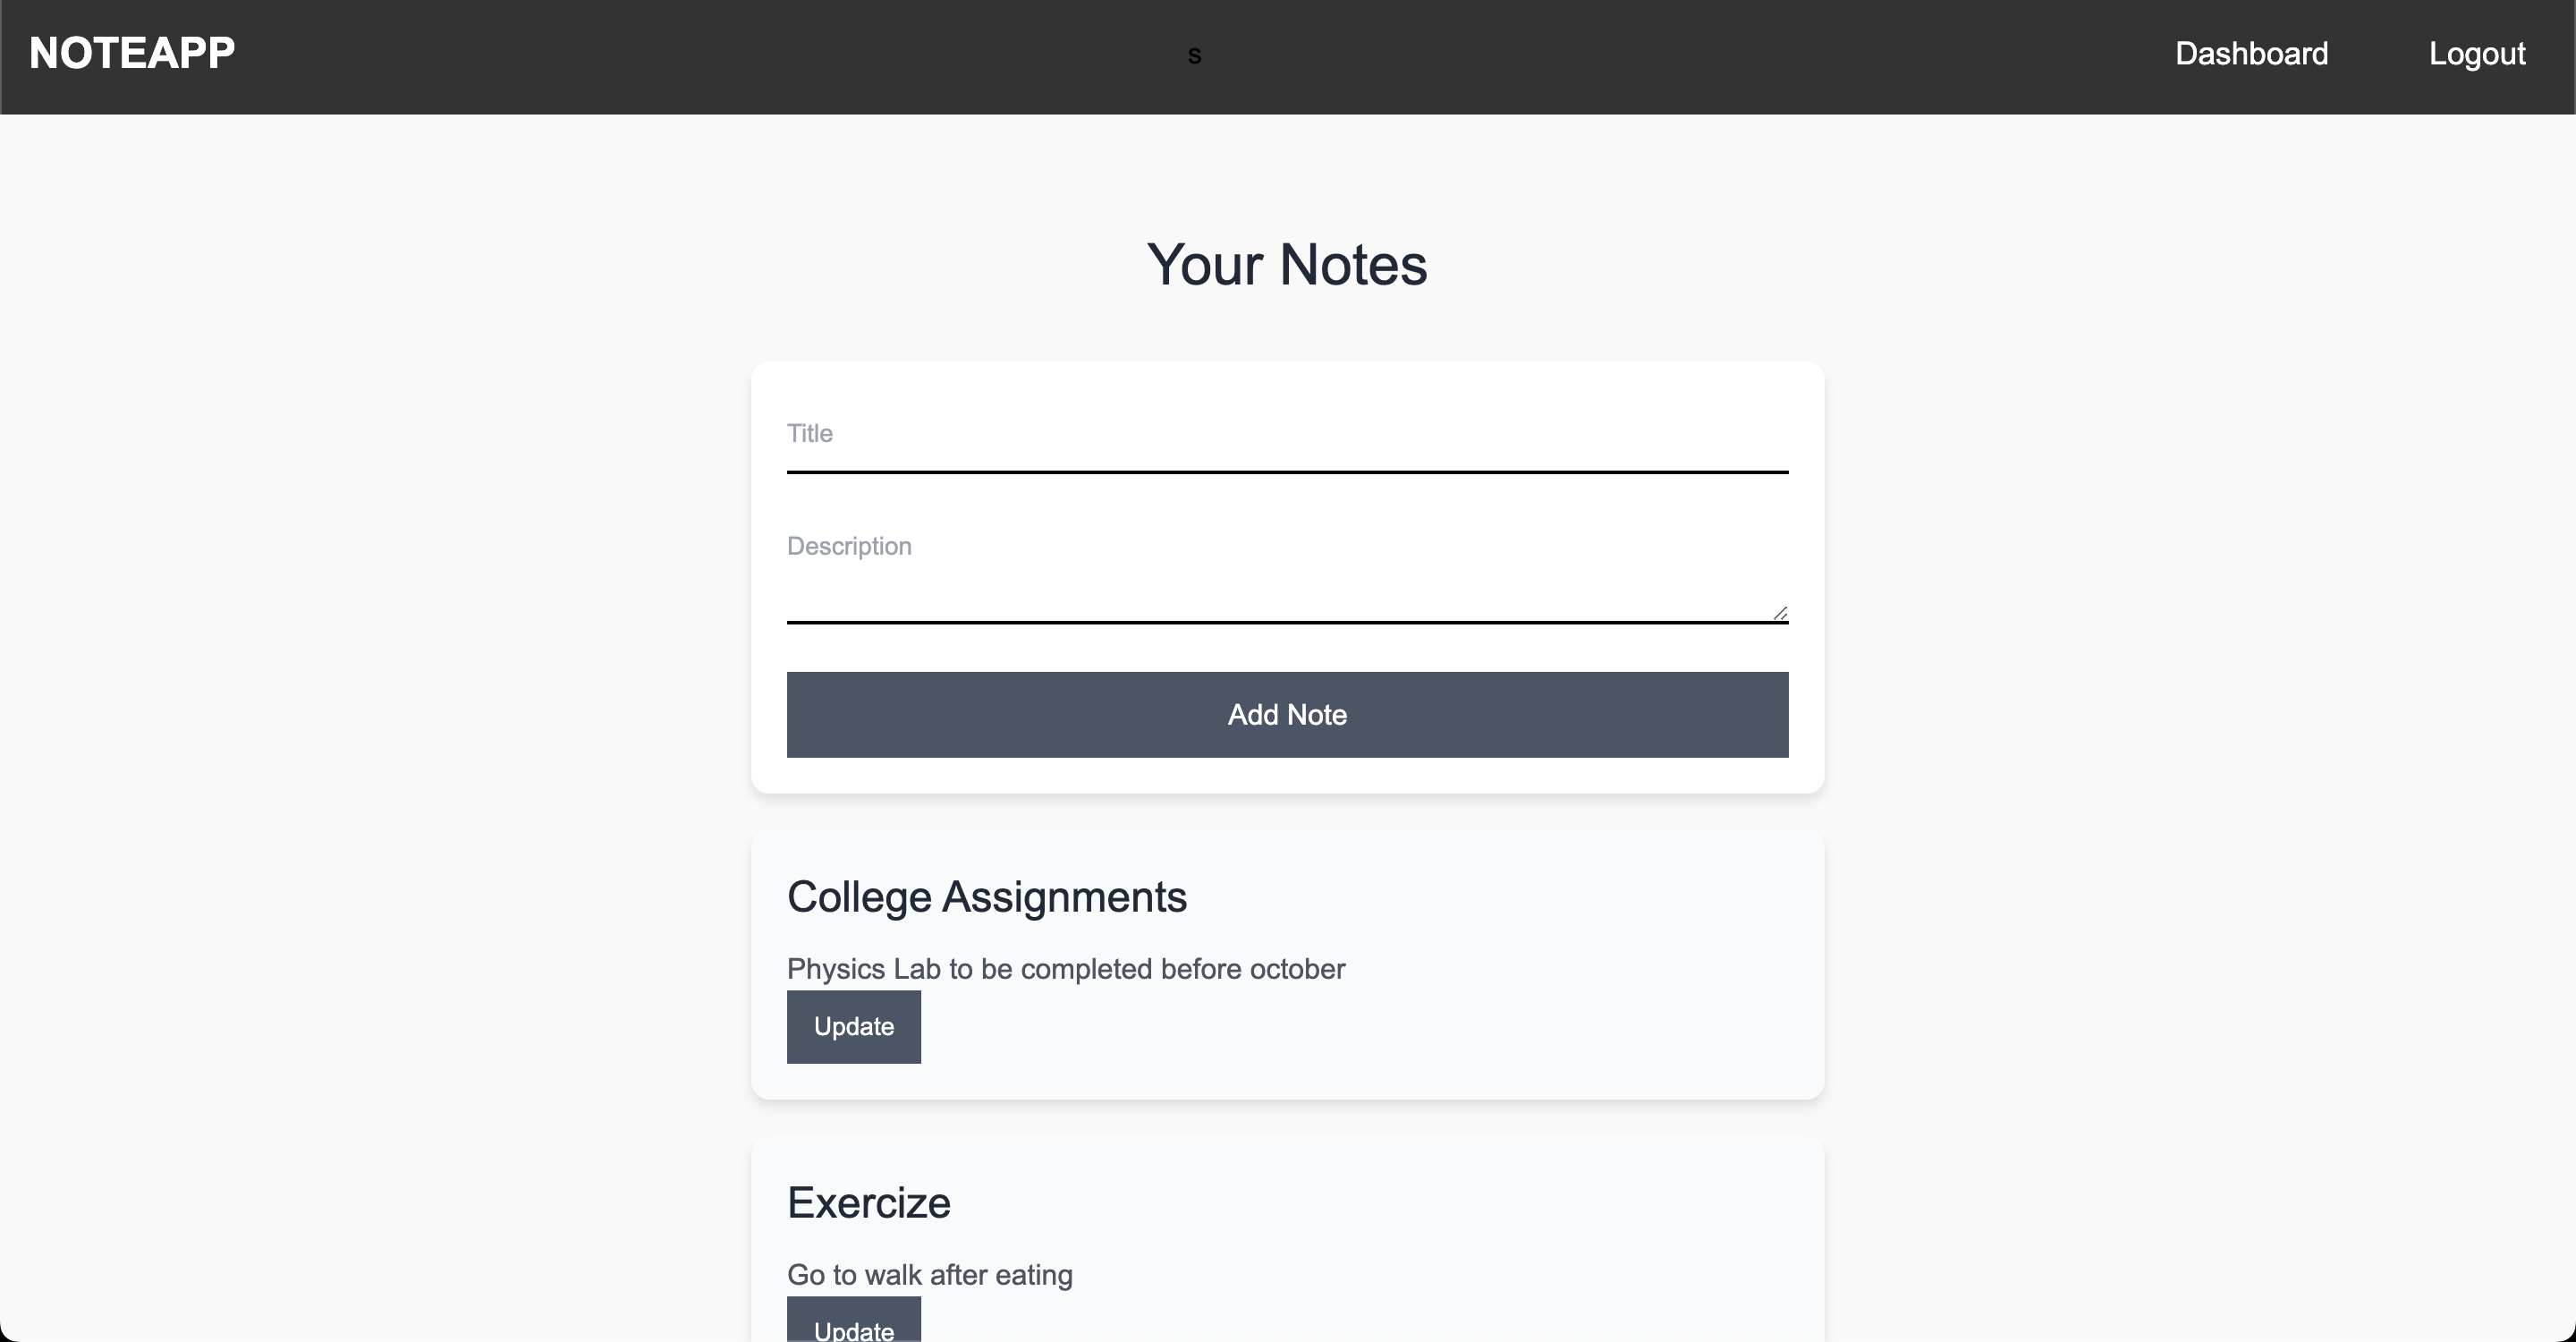 NOTEAPP s Dashboard Logout
Your Notes
Title
Description
Add Note
College Assignments
Physics Lab to be completed before october
Update
Exercize
Go to walk after eating
Update